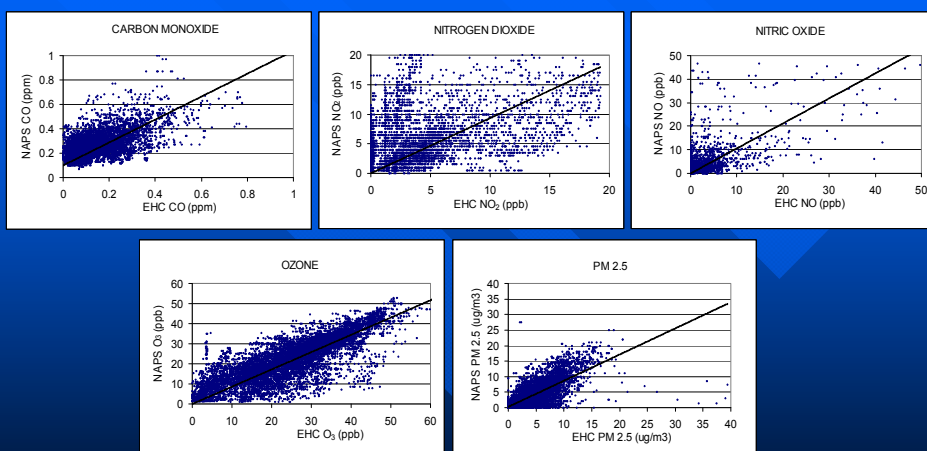 CARBON MONOXIDE
NAPS CO (ppm)
1
0.8
0.6
0.4
0.2
0
0 0.2 0.4 0.6 0.8 1
EHC CO (ppm)
NITROGEN DIOXIDE
NAPS NO₂ (ppb)
20
15
10
5
0
0 5 10 15 20
EHC NO₂ (ppb)
NITRIC OXIDE
NAPS NO (ppb)
50
40
30
20
10
0
0 10 20 30 40 50
EHC NO (ppb)
OZONE
NAPS O₃ (ppb)
60
50
40
30
20
10
0
0 10 20 30 40 50 60
EHC O₃ (ppb)
PM 2.5
NAPS PM 2.5 (ug/m3)
40
35
30
25
20
15
10
5
0
0 5 10 15 20 25 30 35 40
EHC PM 2.5 (ug/m3)